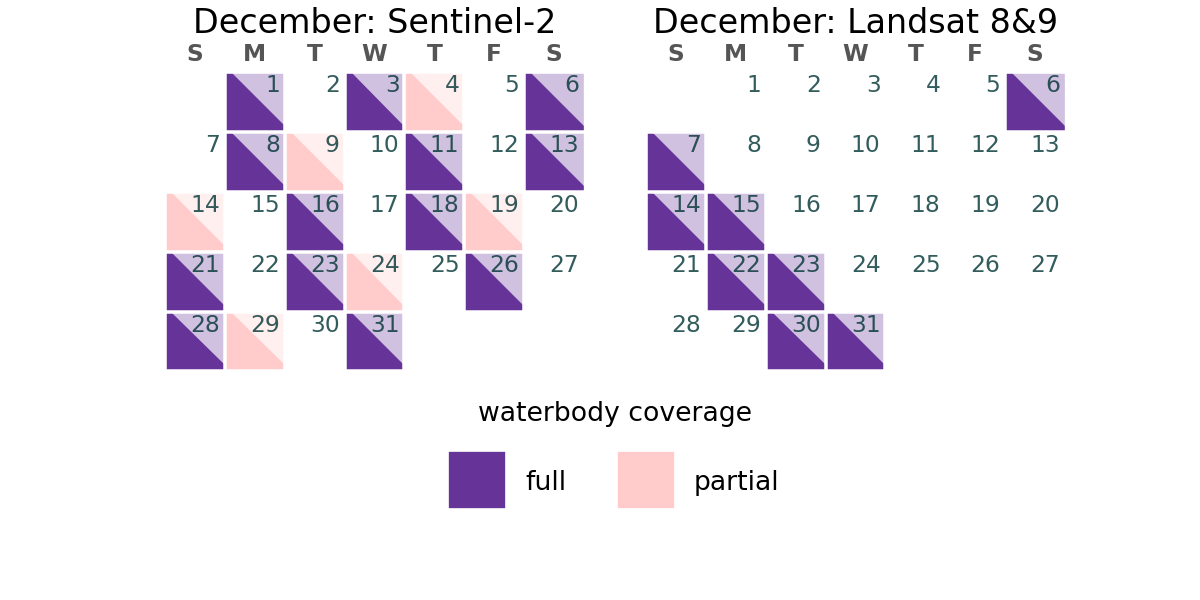 December: Sentinel-2
S M T W T F S
1 2 3 4 5 6
7 8 9 10 11 12 13
14 15 16 17 18 19 20
21 22 23 24 25 26 27
28 29 30 31
December: Landsat 8&9
S M T W T F S
1 2 3 4 5 6
7 8 9 10 11 12 13
14 15 16 17 18 19 20
21 22 23 24 25 26 27
28 29 30 31
waterbody coverage
full partial